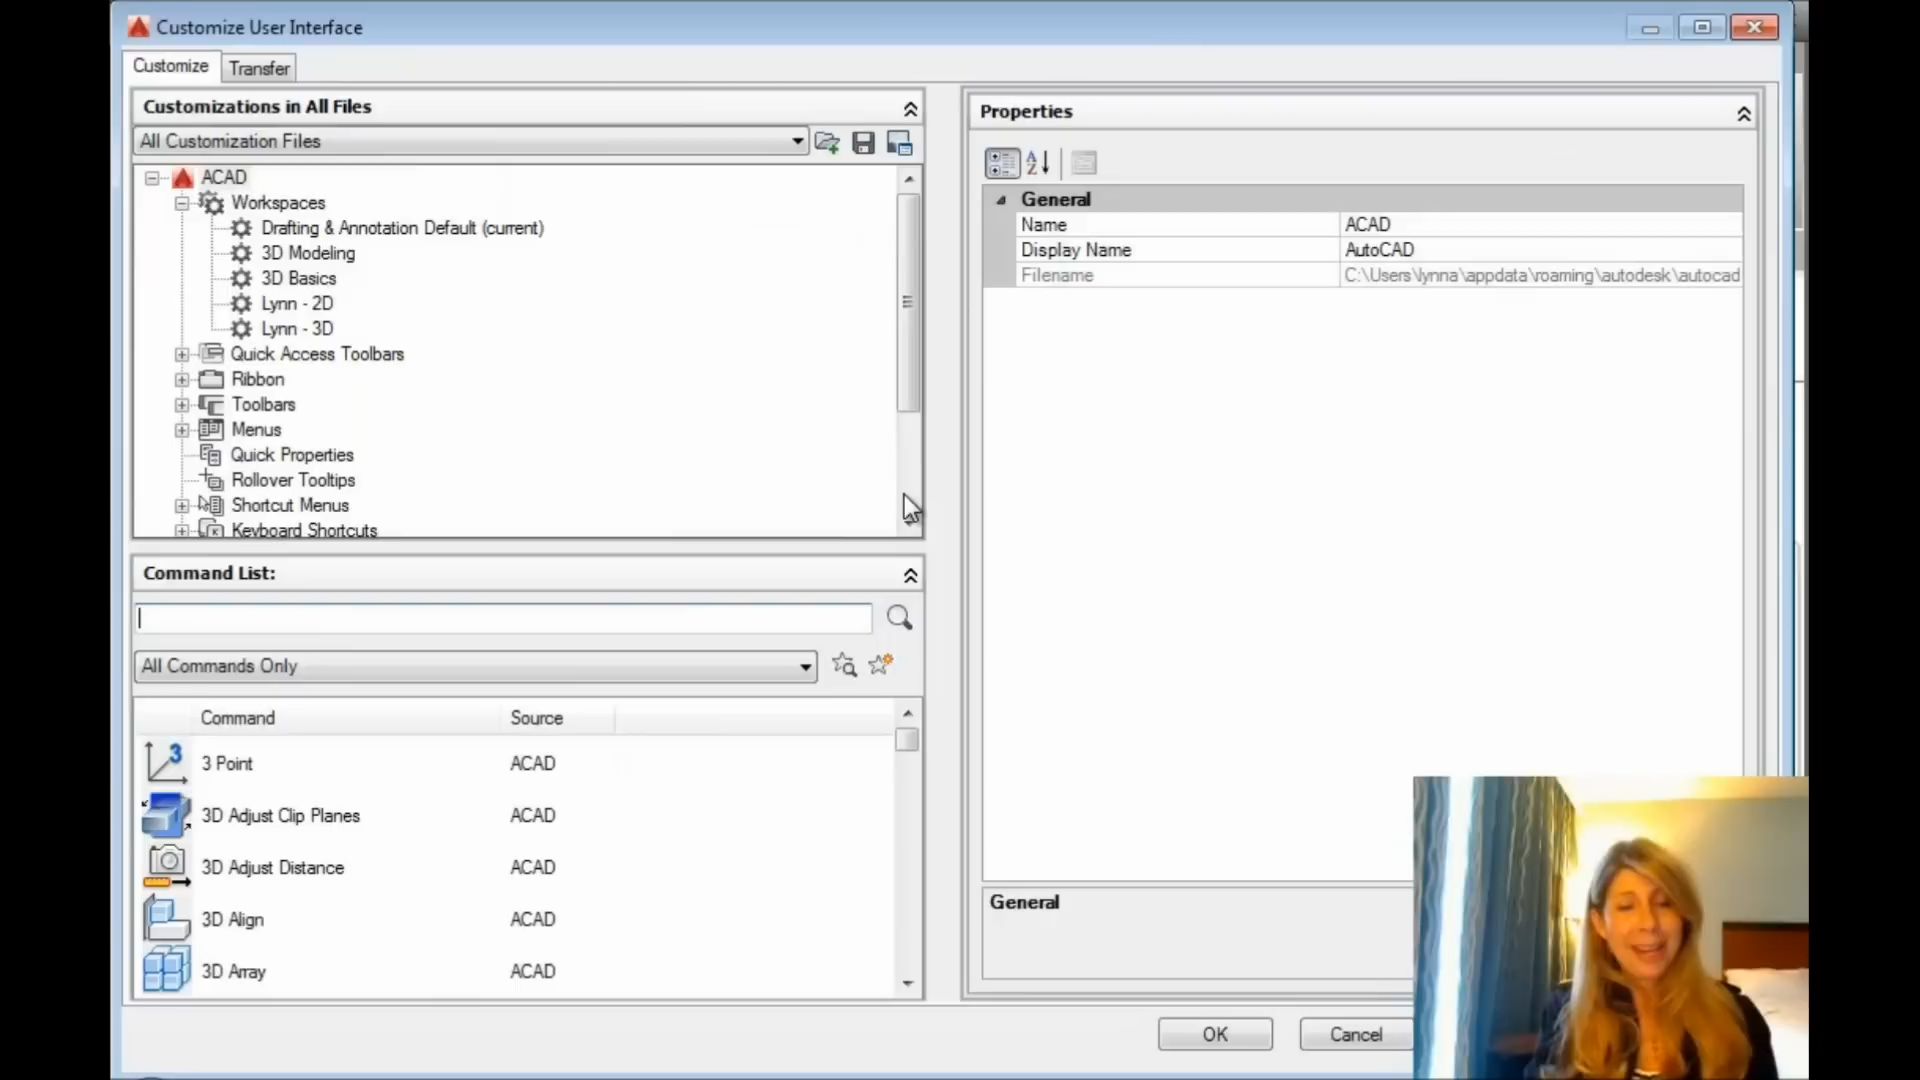 Customize User Interface
Customize
Transfer
Customizations in All Files
All Customization Files
ACAD
Workspaces
Drafting & Annotation Default (current)
3D Modeling
3D Basics
Lynn - 2D
Lynn - 3D
Quick Access Toolbars
Ribbon
Toolbars
Menus
Quick Properties
Rollover Tooltips
Shortcut Menus
Keyboard Shortcuts
Command List:
All Commands Only
Command Source
3 Point ACAD
3D Adjust Clip Planes ACAD
3D Adjust Distance ACAD
3D Align ACAD
3D Array ACAD
Properties
General
Name ACAD
Display Name AutoCAD
Filename C:\Users\lynna\appdata\roaming\autodesk\autocad
General
OK
Cancel